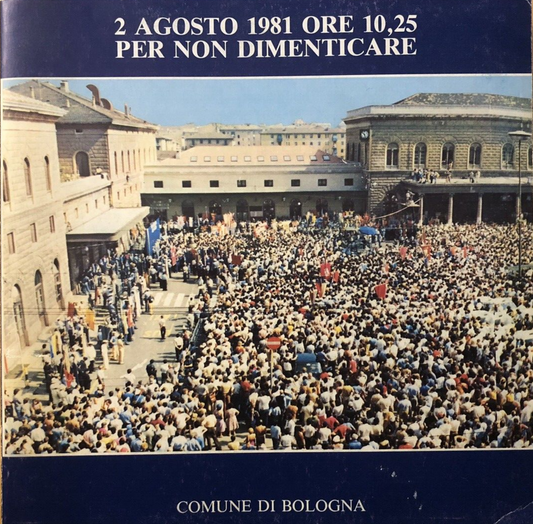 2 AGOSTO 1981 ORE 10,25
PER NON DIMENTICARE
COMUNE DI BOLOGNA